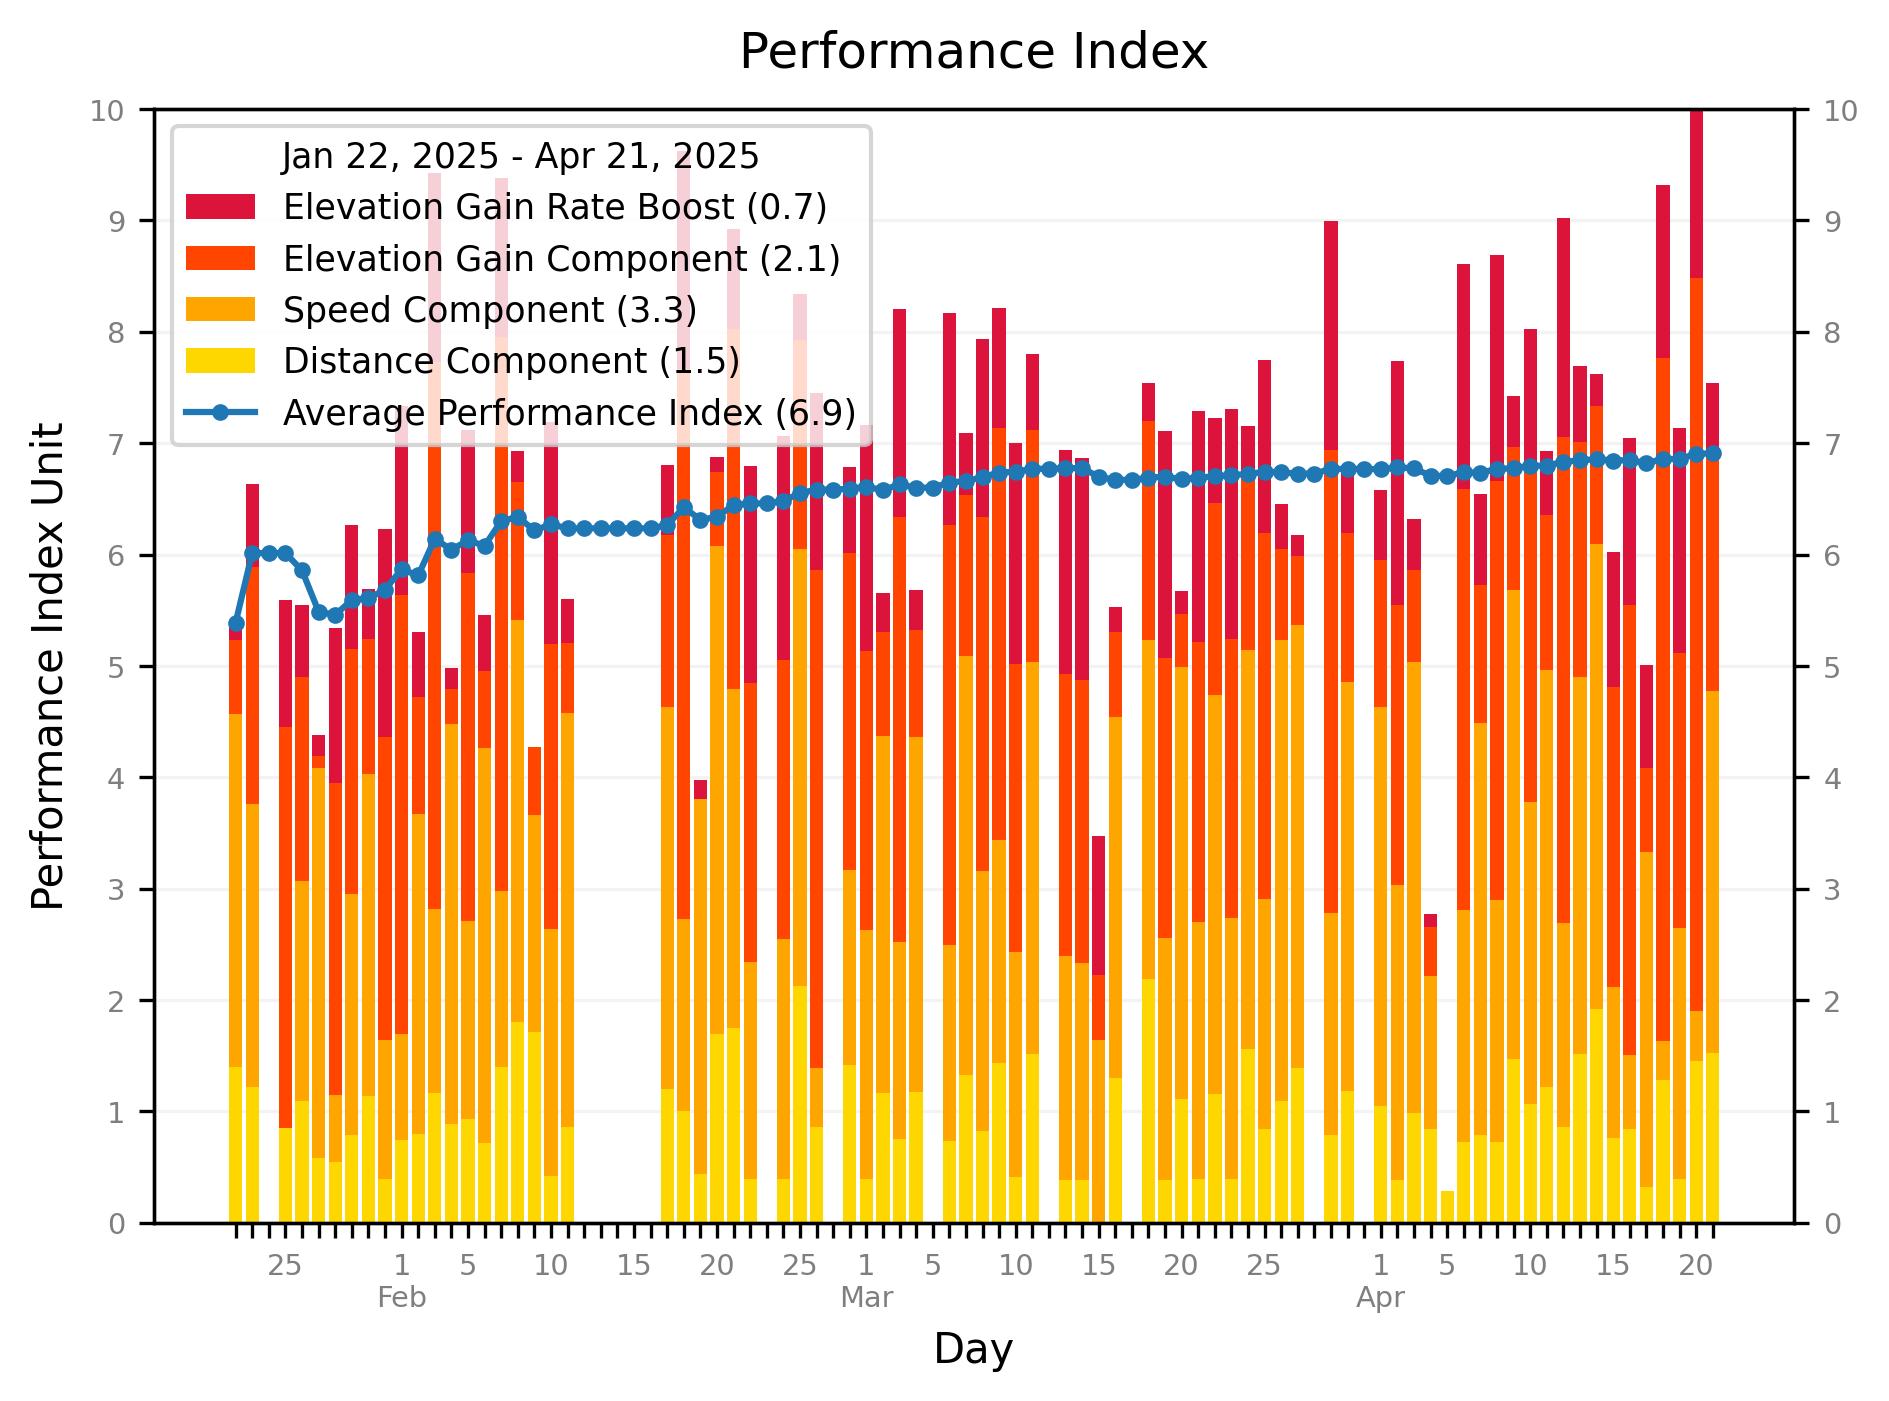 Performance Index
Jan 22, 2025 - Apr 21, 2025
Elevation Gain Rate Boost (0.7)
Elevation Gain Component (2.1)
Speed Component (3.3)
Distance Component (1.5)
Average Performance Index (6.9)
Performance Index Unit
10
9
8
7
6
5
4
3
2
1
0
10
9
8
7
6
5
4
3
2
1
0
25 1 5 10 15 20 25 1 5 10 15 20 25 1 5 10 15 20
Feb Mar Apr
Day